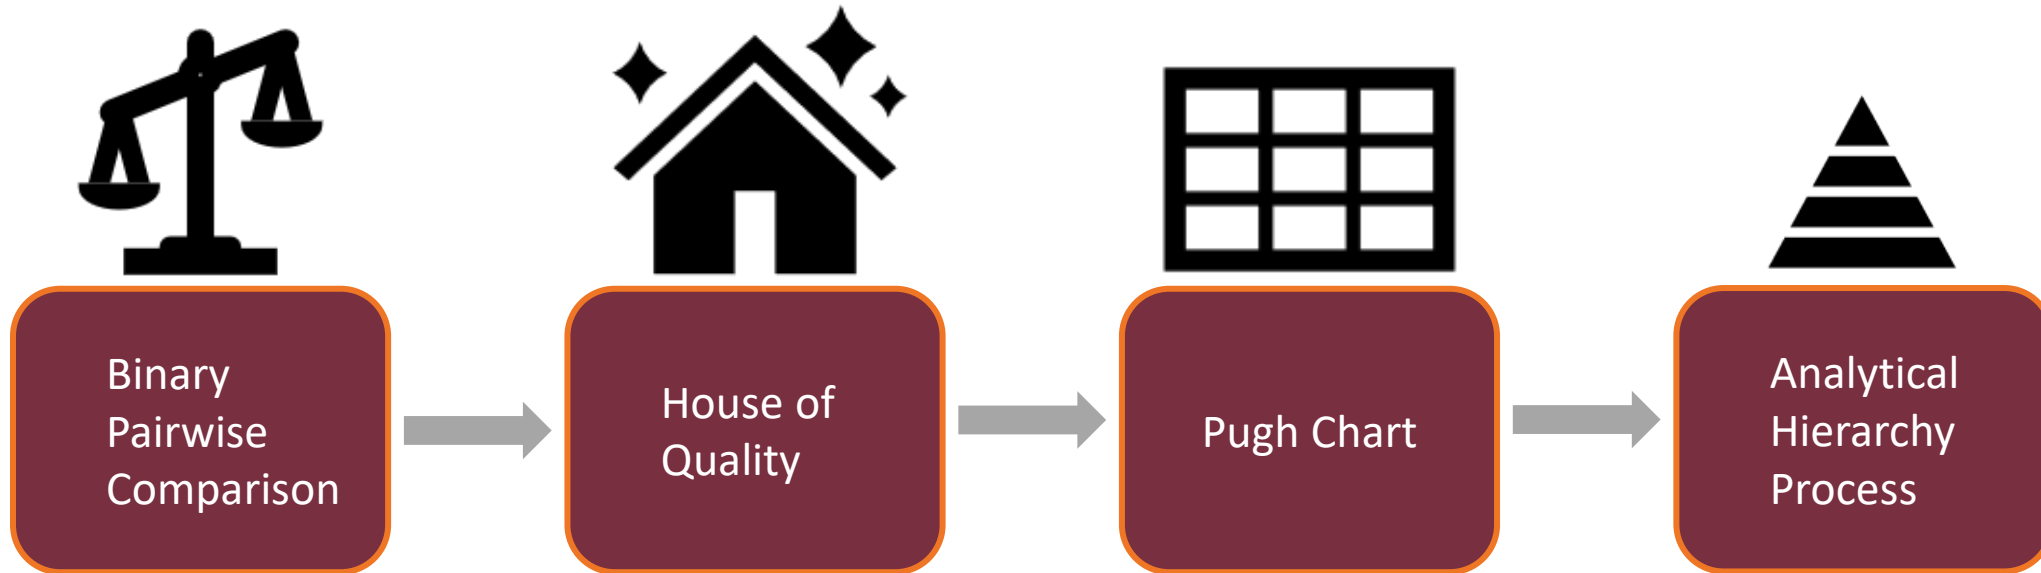 Binary
Pairwise
Comparison
House of
Quality
Pugh Chart
Analytical
Hierarchy
Process